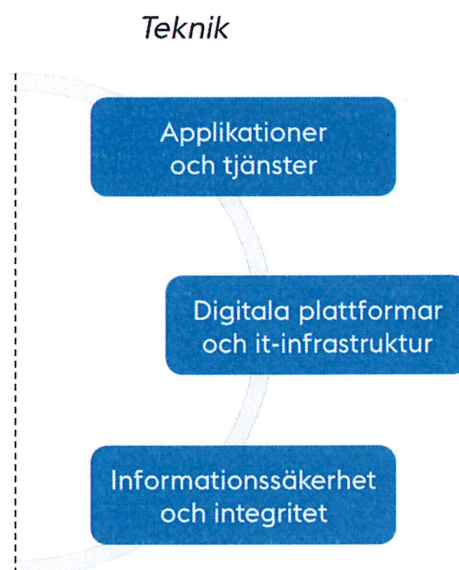 Teknik
Applikationer
och tjänster
Digitala plattformar
och it-infrastruktur
Informationssäkerhet
och integritet